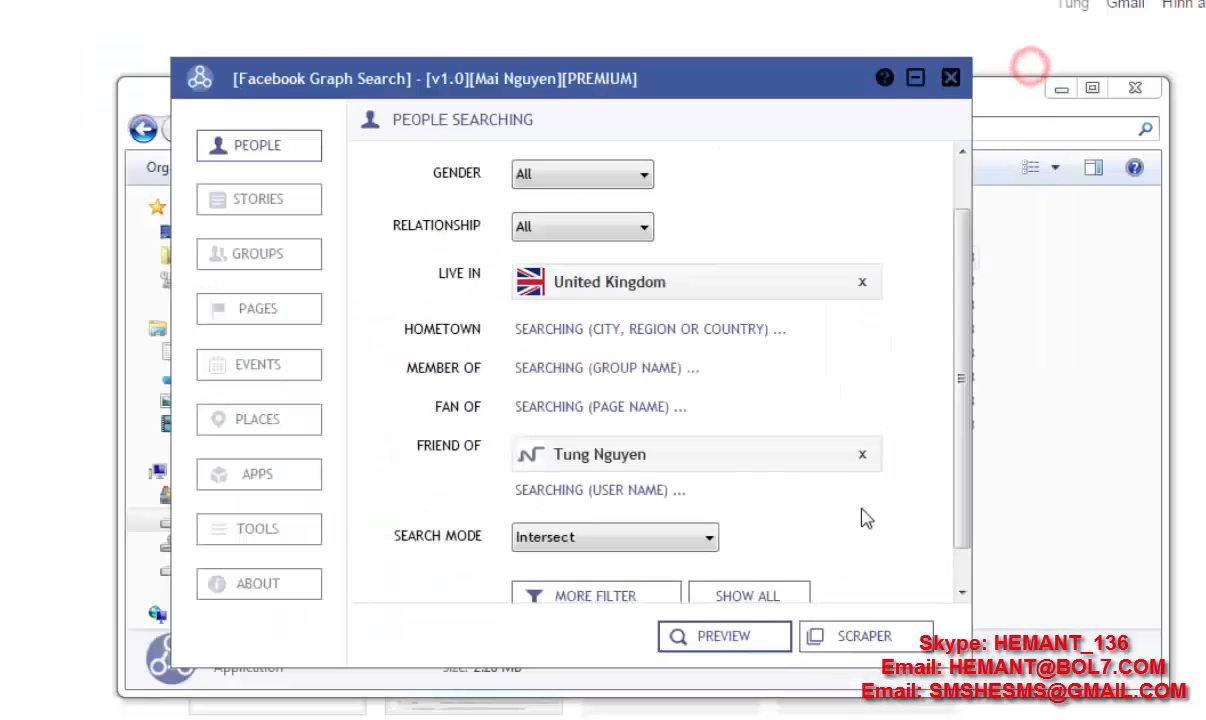 Tung Gmail Hình ả
[Facebook Graph Search] - [v1.0][Mai Nguyen][PREMIUM]
PEOPLE
STORIES
GROUPS
PAGES
EVENTS
PLACES
APPS
TOOLS
ABOUT
PEOPLE SEARCHING
GENDER All
RELATIONSHIP All
LIVE IN United Kingdom x
HOMETOWN SEARCHING (CITY, REGION OR COUNTRY) ...
MEMBER OF SEARCHING (GROUP NAME) ...
FAN OF SEARCHING (PAGE NAME) ...
FRIEND OF Tung Nguyen x
SEARCHING (USER NAME) ...
SEARCH MODE Intersect
MORE FILTER SHOW ALL
PREVIEW SCRAPER
Org
Application
Skype: HEMANT_136
Email: HEMANT@BOL7.COM
Email: SMSHESMS@GMAIL.COM